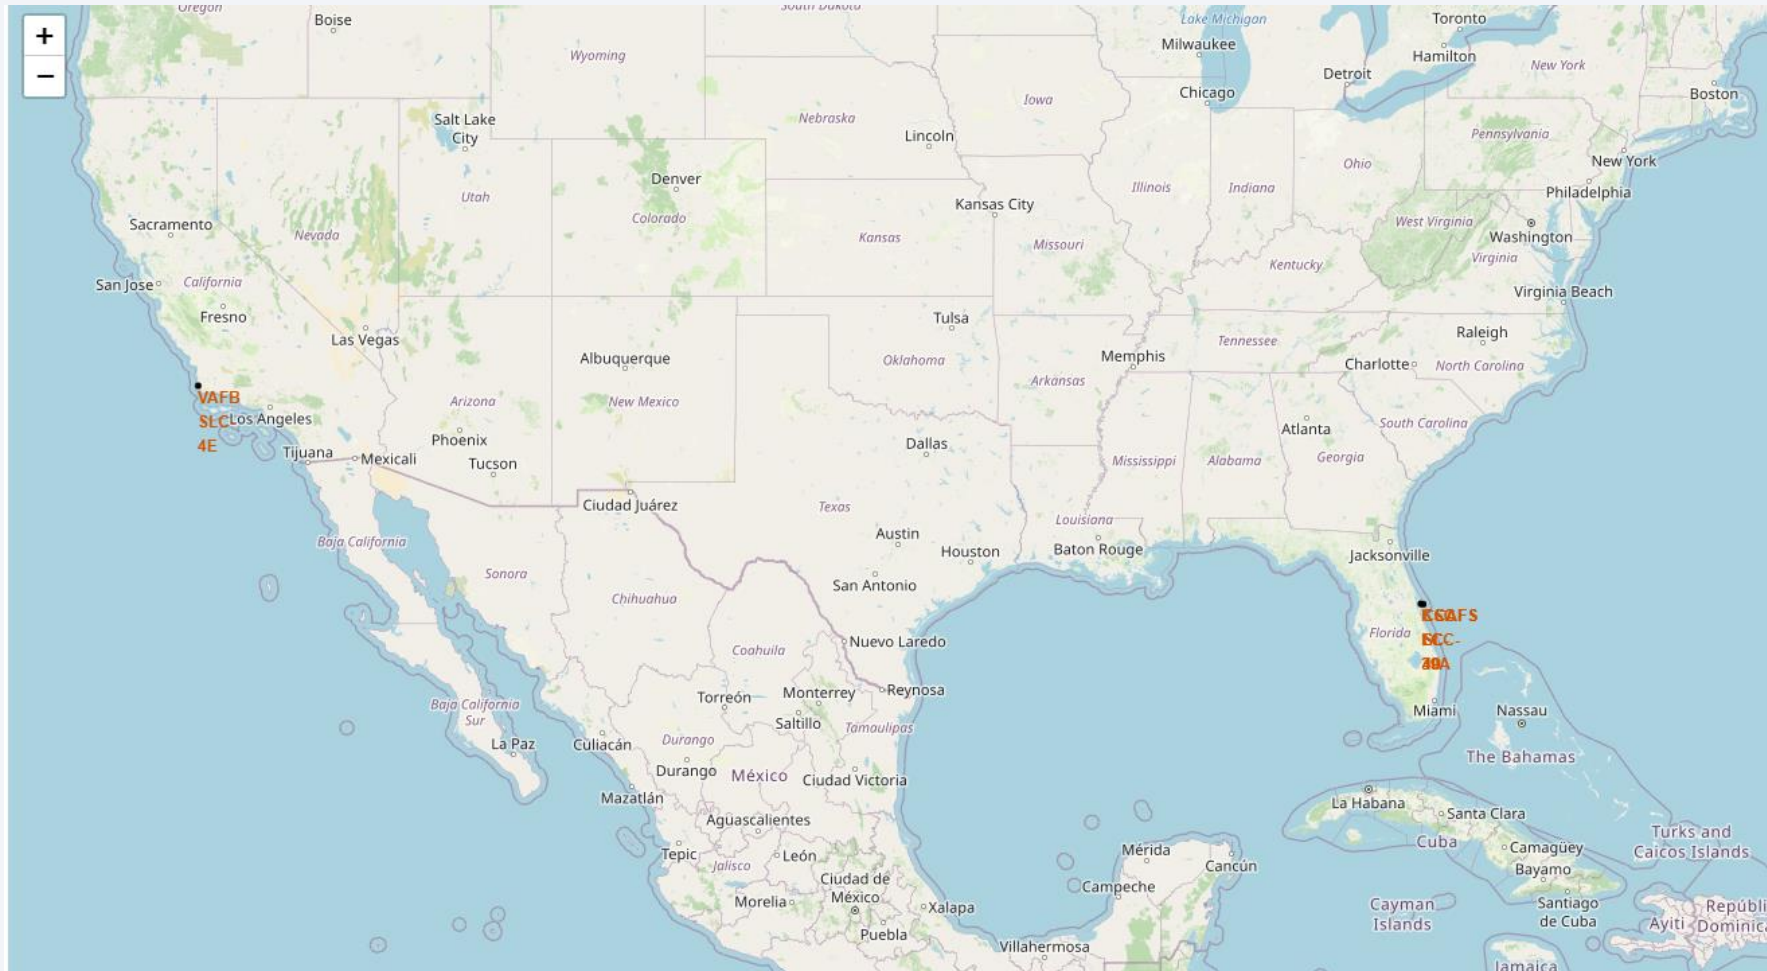 Oregon
Boise
South Dakota
Lake Michigan
Toronto
+
Milwaukee
Hamilton
Wyoming
New York
−
Detroit
Chicago
Boston
Iowa
Salt Lake
City
Nebraska
Lincoln
Pennsylvania
New York
Ohio
Denver
Utah
Illinois
Indiana
Philadelphia
Kansas City
Colorado
Sacramento
Nevada
Kansas
Missouri
West Virginia
Washington
Virginia
Kentucky
San Jose
California
Virginia Beach
Fresno
Tulsa
Raleigh
Las Vegas
Tennessee
Albuquerque
Oklahoma
Memphis
Charlotte
North Carolina
Arkansas
VAFB
SLC-
4E
Los Angeles
Arizona
New Mexico
Phoenix
Dallas
Atlanta
South Carolina
Tijuana
Mexicali
Tucson
Mississippi
Alabama
Georgia
Ciudad Juárez
Texas
Louisiana
Austin
Baton Rouge
Houston
Jacksonville
Baja California
Sonora
San Antonio
Chihuahua
Florida
Nuevo Laredo
Coahuila
Reynosa
Torreón
Monterrey
Baja California
Sur
Saltillo
Tamaulipas
Miami
Nassau
La Paz
Culiacán
Durango
Durango
México
Ciudad Victoria
The Bahamas
Mazatlán
La Habana
Santa Clara
Aguascalientes
Turks and
Caicos Islands
Cuba
Camagüey
Tepic
Jalisco
León
Mérida
Cancún
Bayamo
Ciudad de
México
Campeche
Morelia
Xalapa
Cayman
Islands
Santiago
de Cuba
Ayiti
Puebla
Villahermosa
Jamaica